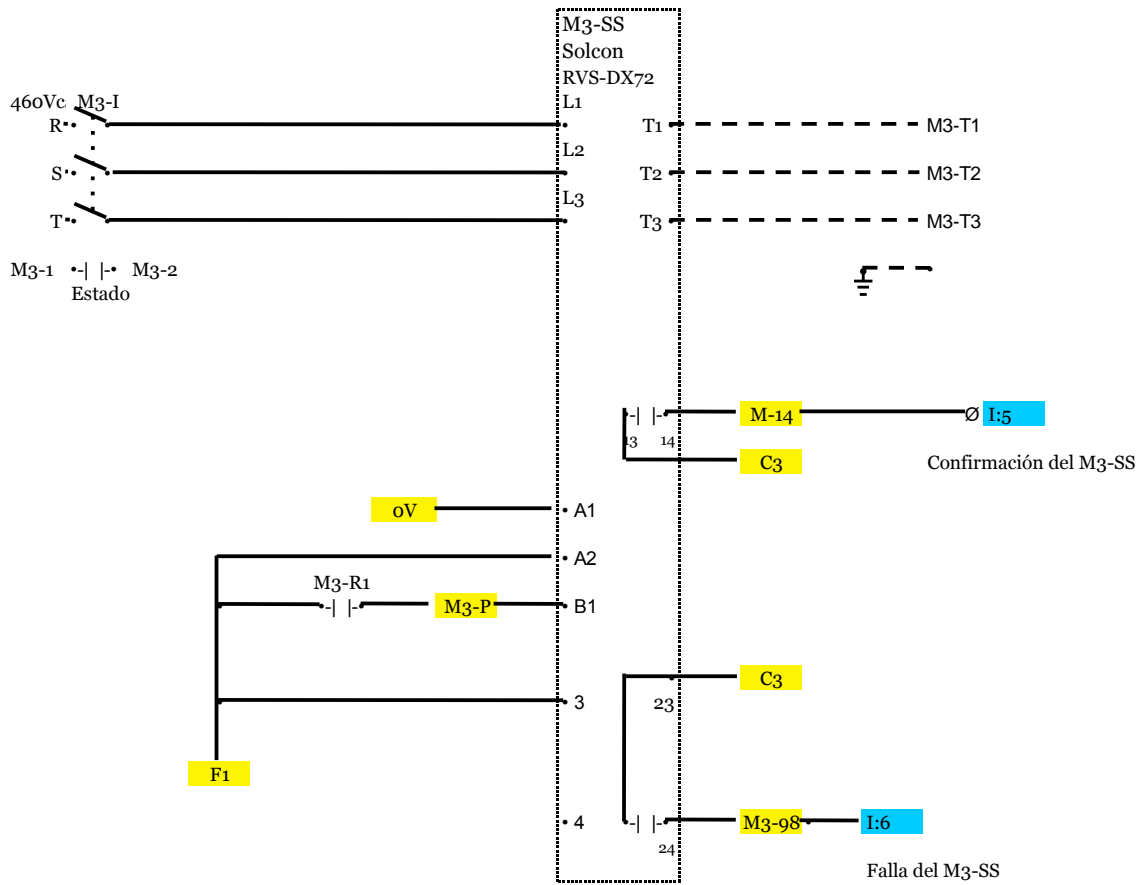 M3-SS
Solcon
RVS-DX72
460Vc M3-I
L1
R
T1
M3-T1
L2
S
T2
M3-T2
L3
T
T3
M3-T3
M3-1 -| |- M3-2
Estado
-| |-
M-14
Ø I:5
13 14
C3
Confirmación del M3-SS
0V
A1
A2
M3-R1
-| |-
M3-P
B1
C3
3
23
F1
4
-| |-
M3-98
I:6
24
Falla del M3-SS